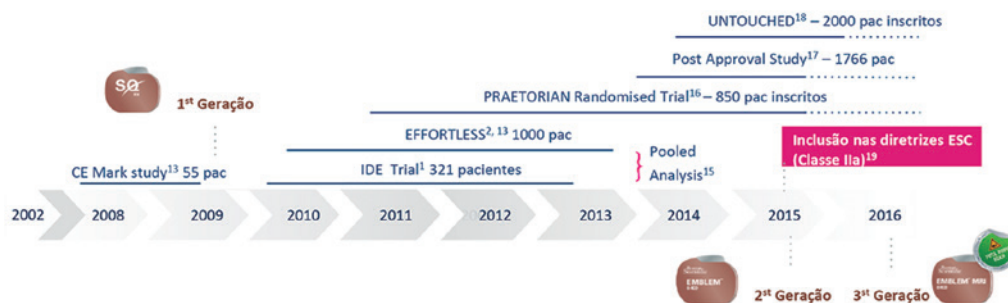 UNTOUCHED18 – 2000 pac inscritos
Post Approval Study17 – 1766 pac
PRAETORIAN Randomised Trial16 – 850 pac inscritos
1st Geração
EFFORTLESS2, 13 1000 pac
Inclusão nas diretrizes ESC
(Classe IIa)19
Pooled
Analysis15
CE Mark study13 55 pac
IDE Trial1 321 pacientes
2002 2008 2009 2010 2011 2012 2013 2014 2015 2016
EMBLEM
2st Geração
3st Geração
EMBLEM MRI